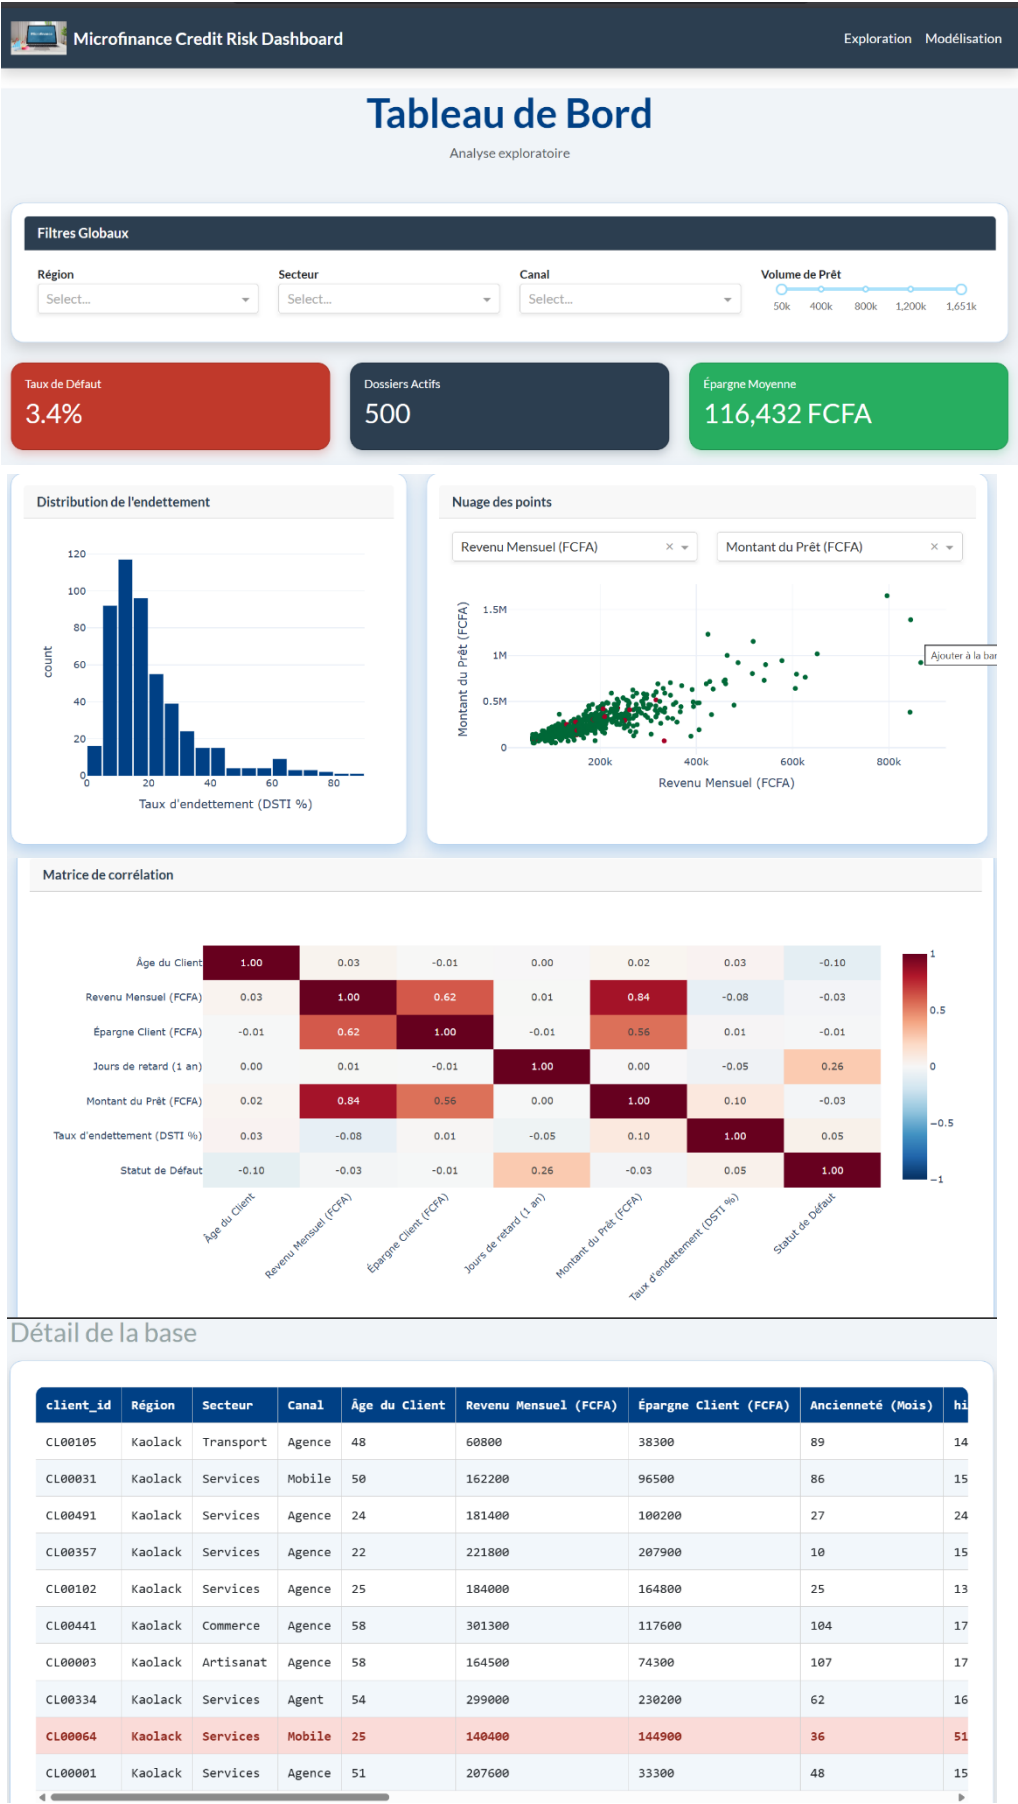 Microfinance Credit Risk Dashboard
Exploration Modélisation
Tableau de Bord
Analyse exploratoire
Filtres Globaux
Région Secteur Canal Volume de Prêt
Select... Select... Select...
50k 400k 800k 1,200k 1,651k
Taux de Défaut
3.4%
Dossiers Actifs
500
Épargne Moyenne
116,432 FCFA
Distribution de l'endettement
120
100
80
60
40
20
0
count
0 20 40 60 80
Taux d'endettement (DSTI %)
Nuage des points
Revenu Mensuel (FCFA) × Montant du Prêt (FCFA) ×
1.5M
1M
0.5M
0
Montant du Prêt (FCFA)
Ajouter à la bar
200k 400k 600k 800k
Revenu Mensuel (FCFA)
Matrice de corrélation
Âge du Client 1.00 0.03 -0.01 0.00 0.02 0.03 -0.10
Revenu Mensuel (FCFA) 0.03 1.00 0.62 0.01 0.84 -0.08 -0.03
Épargne Client (FCFA) -0.01 0.62 1.00 -0.01 0.56 0.01 -0.01
Jours de retard (1 an) 0.00 0.01 -0.01 1.00 0.00 -0.05 0.26
Montant du Prêt (FCFA) 0.02 0.84 0.56 0.00 1.00 0.10 -0.03
Taux d'endettement (DSTI %) 0.03 -0.08 0.01 -0.05 0.10 1.00 0.05
Statut de Défaut -0.10 -0.03 -0.01 0.26 -0.03 0.05 1.00
Âge du Client
Revenu Mensuel (FCFA)
Épargne Client (FCFA)
Jours de retard (1 an)
Montant du Prêt (FCFA)
Taux d'endettement (DSTI %)
Statut de Défaut
1
0.5
0
−0.5
−1
Détail de la base
client_id Région Secteur Canal Âge du Client Revenu Mensuel (FCFA) Épargne Client (FCFA) Ancienneté (Mois) hi
CL00105 Kaolack Transport Agence 48 60800 38300 89 14
CL00031 Kaolack Services Mobile 50 162200 96500 86 15
CL00491 Kaolack Services Agence 24 181400 100200 27 24
CL00357 Kaolack Services Agence 22 221800 207900 10 15
CL00102 Kaolack Services Agence 25 184000 164800 25 13
CL00441 Kaolack Commerce Agence 58 301300 117600 104 17
CL00003 Kaolack Artisanat Agence 58 164500 74300 107 17
CL00334 Kaolack Services Agent 54 299000 230200 62 16
CL00064 Kaolack Services Mobile 25 140400 144900 36 51
CL00001 Kaolack Services Agence 51 207600 33300 48 15